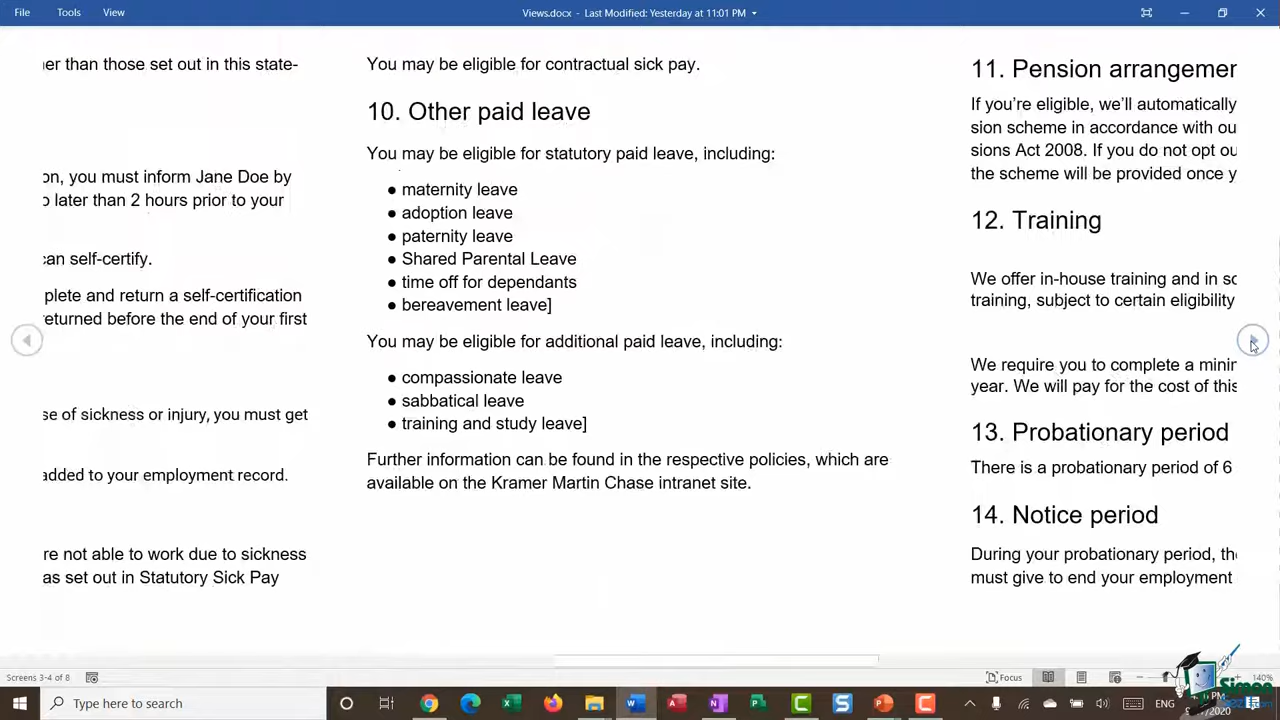 File Tools View Views.docx - Last Modified: Yesterday at 11:01 PM
er than those set out in this state-
on, you must inform Jane Doe by
o later than 2 hours prior to your
can self-certify.
plete and return a self-certification
returned before the end of your first
se of sickness or injury, you must get
added to your employment record.
re not able to work due to sickness
as set out in Statutory Sick Pay
You may be eligible for contractual sick pay.
10. Other paid leave
You may be eligible for statutory paid leave, including:
● maternity leave
● adoption leave
● paternity leave
● Shared Parental Leave
● time off for dependants
● bereavement leave]
You may be eligible for additional paid leave, including:
● compassionate leave
● sabbatical leave
● training and study leave]
Further information can be found in the respective policies, which are
available on the Kramer Martin Chase intranet site.
11. Pension arrangemer
If you're eligible, we'll automatically
sion scheme in accordance with ou
sions Act 2008. If you do not opt ou
the scheme will be provided once y
12. Training
We offer in-house training and in so
training, subject to certain eligibility
We require you to complete a minir
year. We will pay for the cost of this
13. Probationary period
There is a probationary period of 6
14. Notice period
During your probationary period, the
must give to end your employment
Screens 3-4 of 8 Focus 140%
Type here to search ENG
Simon